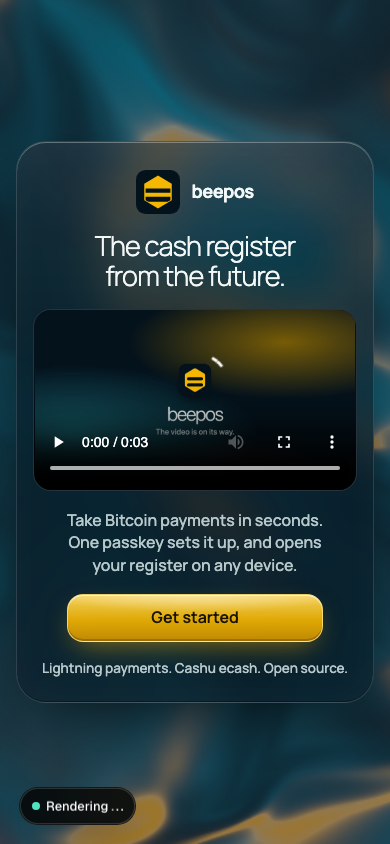 beepos
The cash register
from the future.
beepos
The video is on its way.
0:00 / 0:03
Take Bitcoin payments in seconds.
One passkey sets it up, and opens
your register on any device.
Get started
Lightning payments. Cashu ecash. Open source.
Rendering ...